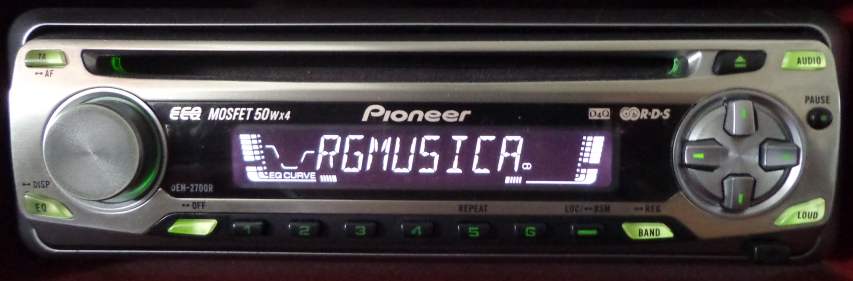 TA
AF
AUDIO
EEQ MOSFET 50Wx4
Pioneer
R·D·S
PAUSE
RGMUSICA
EQ CURVE
DISP
DEH-2700R
EQ
OFF
REPEAT
LOC/ BSM
REG
LOUD
1 2 3 4 5 6
BAND